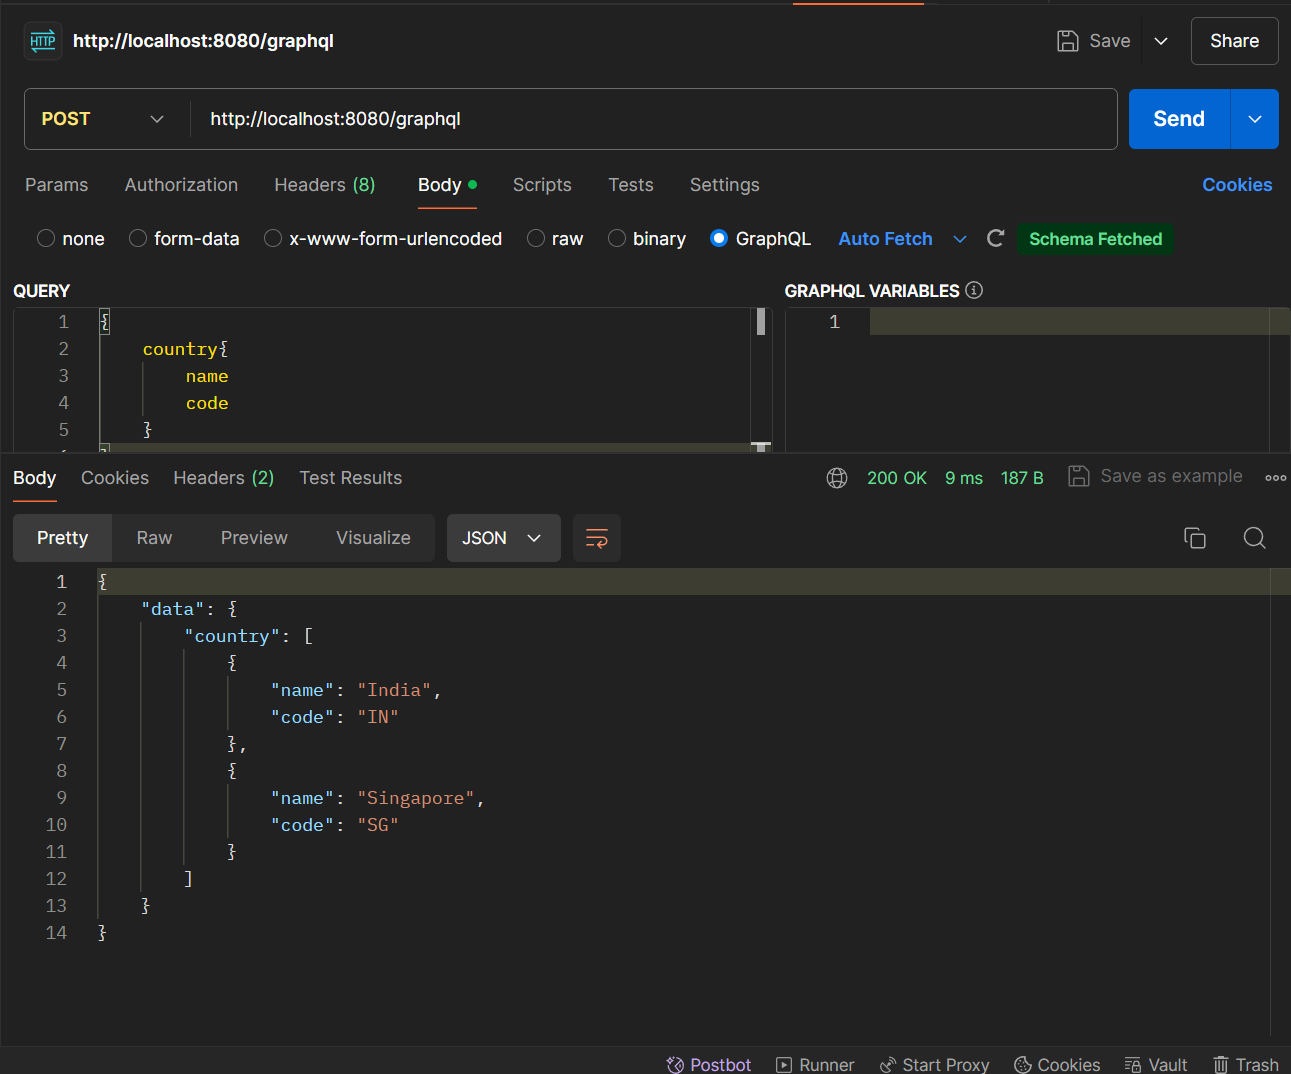 HTTP http://localhost:8080/graphql Save Share
POST http://localhost:8080/graphql Send
Params Authorization Headers (8) Body Scripts Tests Settings Cookies
none form-data x-www-form-urlencoded raw binary GraphQL Auto Fetch Schema Fetched
QUERY GRAPHQL VARIABLES
1 { 1
2 country{
3 name
4 code
5 }
Body Cookies Headers (2) Test Results 200 OK 9 ms 187 B Save as example
Pretty Raw Preview Visualize JSON
1 {
2 "data": {
3 "country": [
4 {
5 "name": "India",
6 "code": "IN"
7 },
8 {
9 "name": "Singapore",
10 "code": "SG"
11 }
12 ]
13 }
14 }
Postbot Runner Start Proxy Cookies Vault Trash